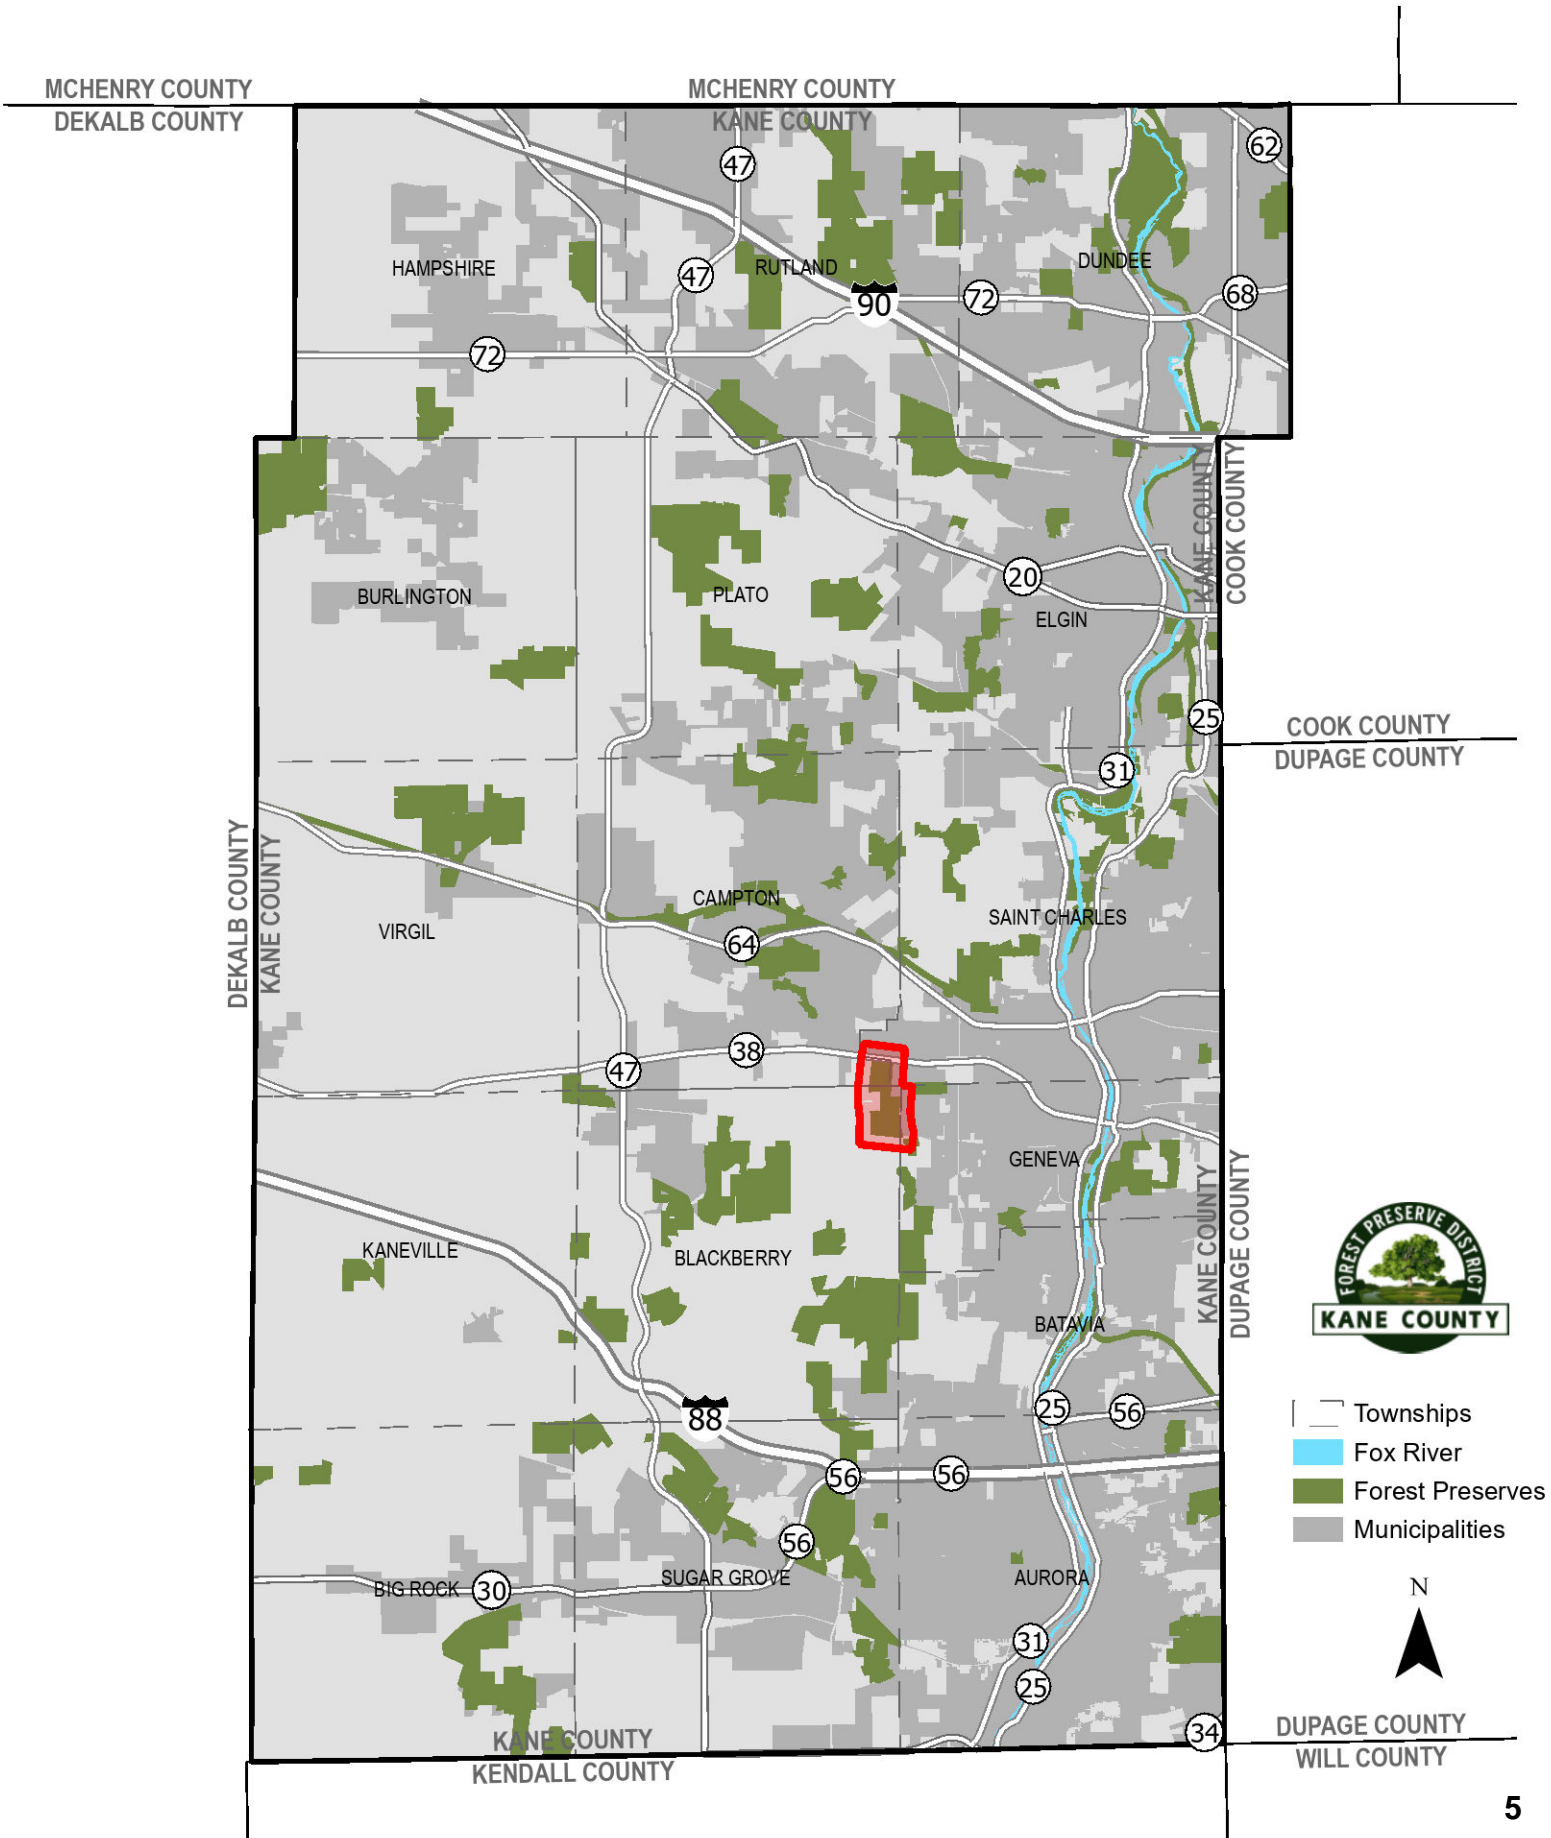 MCHENRY COUNTY
DEKALB COUNTY
MCHENRY COUNTY
KANE COUNTY
62
47
HAMPSHIRE
47
RUTLAND
DUNDEE
90
72
68
72
KANE COUNTY
COOK COUNTY
20
BURLINGTON
PLATO
ELGIN
25
COOK COUNTY
DUPAGE COUNTY
31
DEKALB COUNTY
KANE COUNTY
CAMPTON
VIRGIL
SAINT CHARLES
64
38
47
GENEVA
KANE COUNTY
DUPAGE COUNTY
KANEVILLE
BLACKBERRY
BATAVIA
FOREST PRESERVE DISTRICT
KANE COUNTY
88
25
56
Townships
Fox River
Forest Preserves
Municipalities
56
56
56
BIG ROCK
30
SUGAR GROVE
AURORA
N
31
25
34
DUPAGE COUNTY
WILL COUNTY
KANE COUNTY
KENDALL COUNTY
5